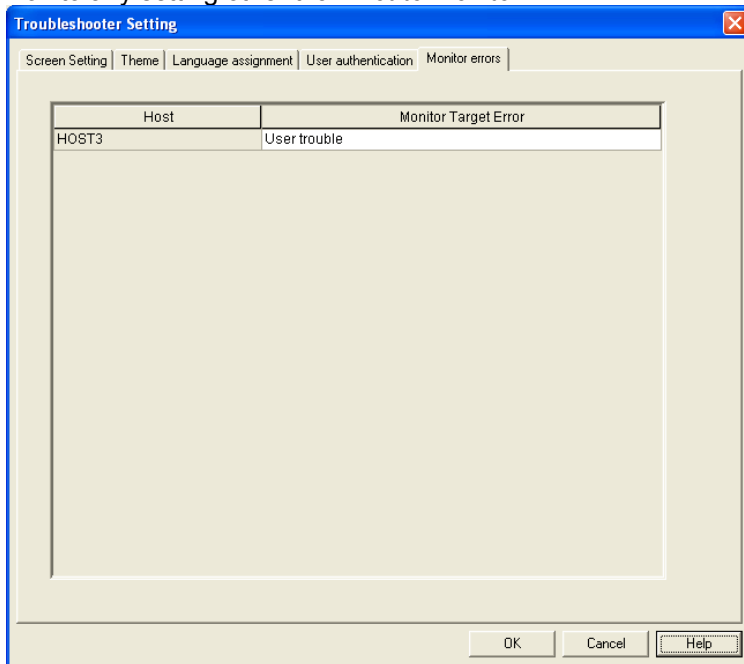 Troubleshooter Setting
Screen Setting Theme Language assignment User authentication Monitor errors
Host Monitor Target Error
HOST3 User trouble
OK Cancel Help